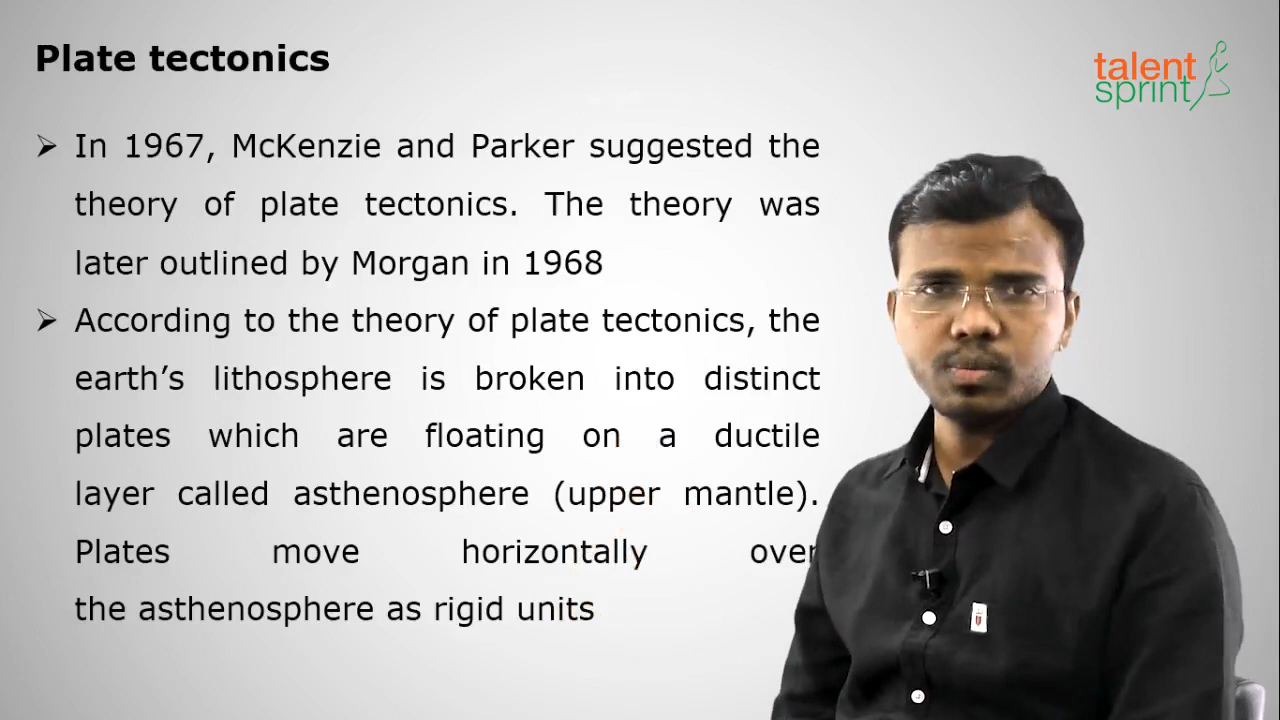 Plate tectonics
talent
sprint
In 1967, McKenzie and Parker suggested the
theory of plate tectonics. The theory was
later outlined by Morgan in 1968
According to the theory of plate tectonics, the
earth’s lithosphere is broken into distinct
plates which are floating on a ductile
layer called asthenosphere (upper mantle).
Plates move horizontally over
the asthenosphere as rigid units